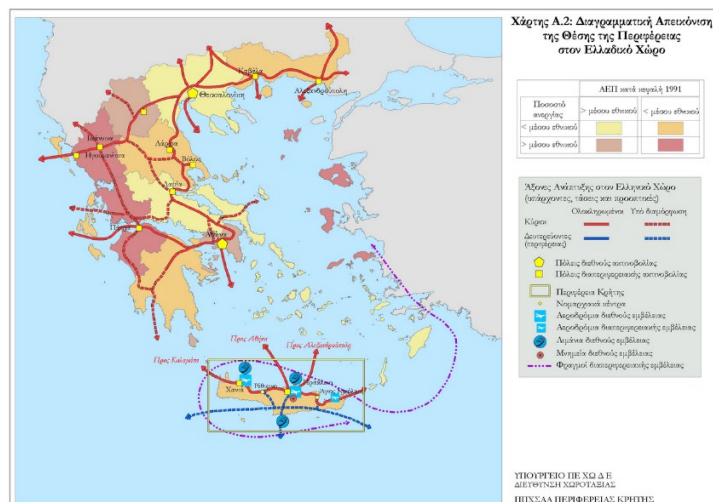 Χάρτης Α.2: Διαγραμματική Απεικόνιση
της Θέσης της Περιφέρειας
στον Ελλαδικό Χώρο
ΑΕΠ κατά κεφαλή 1991
Ποσοστό
ανεργίας
> μέσου εθνικού
< μέσου εθνικού
< μέσου εθνικού
> μέσου εθνικού
Άξονες Ανάπτυξης στον Ελληνικό Χώρο
(υπάρχοντες, τάσεις και προοπτικές)
Ολοκληρωμένοι
Υπό διαμόρφωση
Κύριοι
Δευτερεύοντες
(περιφέρειας)
Πόλεις διεθνούς ακτινοβολίας
Πόλεις διαπεριφερειακής ακτινοβολίας
Περιφέρεια Κρήτης
Νομαρχιακά κέντρα
Αεροδρόμια διεθνούς εμβέλειας
Αεροδρόμια διαπεριφερειακής εμβέλειας
Λιμάνια διεθνούς εμβέλειας
Μνημεία διεθνούς εμβέλειας
Φραγμοί διαπεριφερειακής εμβέλειας
Καβάλα
Αλεξανδρούπολη
Θεσσαλονίκη
Ιωάννινα
Ηγουμενίτσα
Λάρισα
Βόλος
Λαμία
Πάτρα
Αθήνα
Προς Αθήνα
Προς Αλεξανδρούπολη
Προς Καλαμάτα
Χανιά
Ρέθυμνο
Ηράκλειο
ΥΠΟΥΡΓΕΙΟ ΠΕ ΧΩ Δ Ε
ΔΙΕΥΘΥΝΣΗ ΧΩΡΟΤΑΞΙΑΣ
ΠΠΧΣΑΑ ΠΕΡΙΦΕΡΕΙΑΣ ΚΡΗΤΗΣ